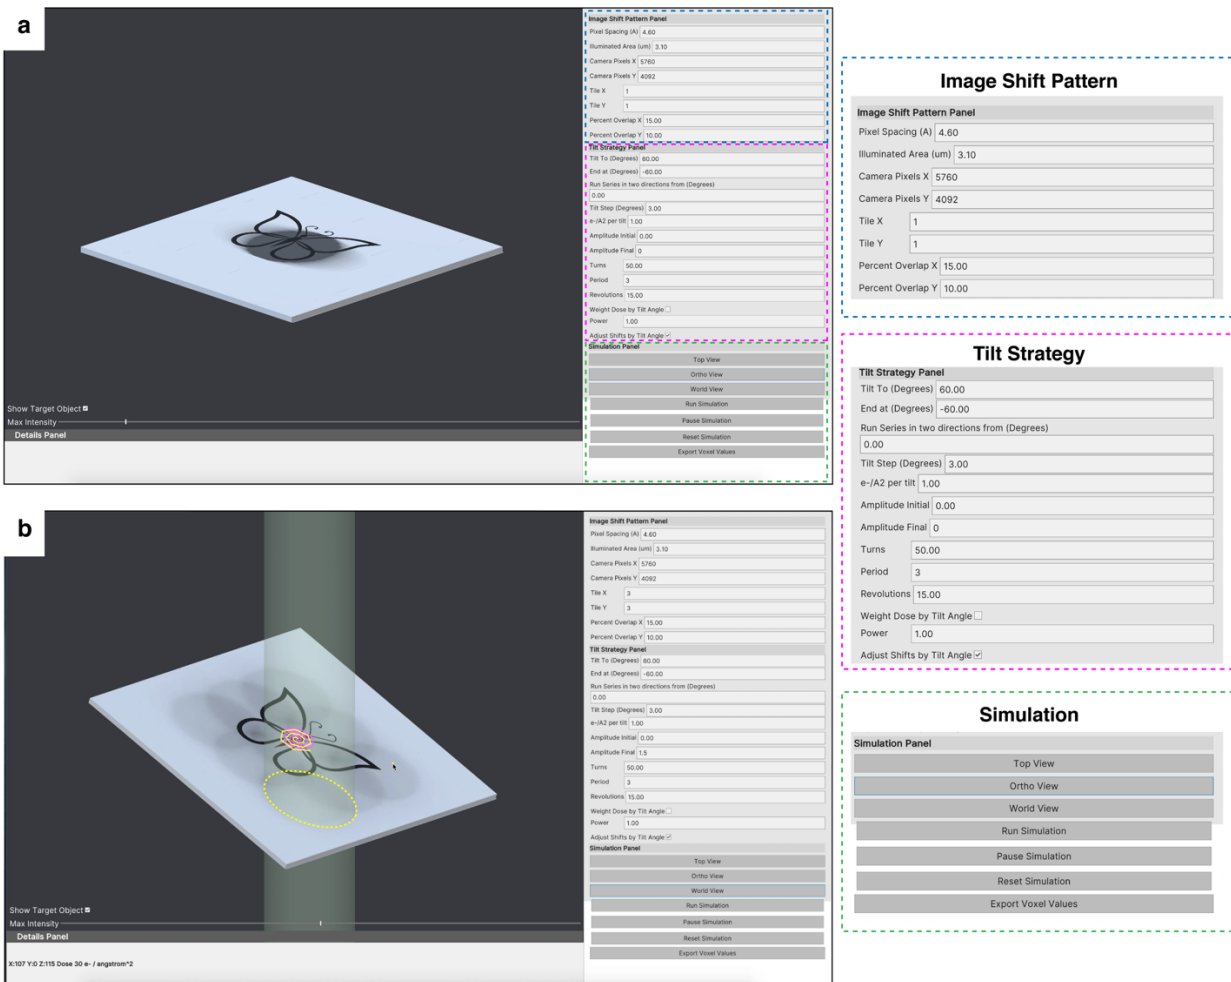 a
Image Shift Pattern Panel
Pixel Spacing (A) 4.60
Illuminated Area (um) 3.10
Camera Pixels X 5760
Camera Pixels Y 4092
Tile X 1
Tile Y 1
Percent Overlap X 15.00
Percent Overlap Y 10.00
Tilt Strategy Panel
Tilt To (Degrees) 60.00
End at (Degrees) -60.00
Run Series in two directions from (Degrees)
0.00
Tilt Step (Degrees) 3.00
e-/A2 per tilt 1.00
Amplitude Initial 0.00
Amplitude Final 0
Turns 50.00
Period 3
Revolutions 15.00
Weight Dose by Tilt Angle
Power 1.00
Adjust Shifts by Tilt Angle
Simulation Panel
Top View
Ortho View
World View
Run Simulation
Pause Simulation
Reset Simulation
Export Voxel Values
Show Target Object
Max Intensity
Details Panel
b
Image Shift Pattern Panel
Pixel Spacing (A) 4.60
Illuminated Area (um) 3.10
Camera Pixels X 5760
Camera Pixels Y 4092
Tile X 3
Tile Y 3
Percent Overlap X 15.00
Percent Overlap Y 10.00
Tilt Strategy Panel
Tilt To (Degrees) 60.00
End at (Degrees) -60.00
Run Series in two directions from (Degrees)
0.00
Tilt Step (Degrees) 3.00
e-/A2 per tilt 1.00
Amplitude Initial 0.00
Amplitude Final 1.5
Turns 50.00
Period 3
Revolutions 15.00
Weight Dose by Tilt Angle
Power 1.00
Adjust Shifts by Tilt Angle
Simulation Panel
Top View
Ortho View
World View
Run Simulation
Pause Simulation
Reset Simulation
Export Voxel Values
Show Target Object
Max Intensity
Details Panel
X:107 Y:0 Z:115 Dose 30 e- / angstrom^2
Image Shift Pattern
Image Shift Pattern Panel
Pixel Spacing (A) 4.60
Illuminated Area (um) 3.10
Camera Pixels X 5760
Camera Pixels Y 4092
Tile X 1
Tile Y 1
Percent Overlap X 15.00
Percent Overlap Y 10.00
Tilt Strategy
Tilt Strategy Panel
Tilt To (Degrees) 60.00
End at (Degrees) -60.00
Run Series in two directions from (Degrees)
0.00
Tilt Step (Degrees) 3.00
e-/A2 per tilt 1.00
Amplitude Initial 0.00
Amplitude Final 0
Turns 50.00
Period 3
Revolutions 15.00
Weight Dose by Tilt Angle
Power 1.00
Adjust Shifts by Tilt Angle
Simulation
Simulation Panel
Top View
Ortho View
World View
Run Simulation
Pause Simulation
Reset Simulation
Export Voxel Values